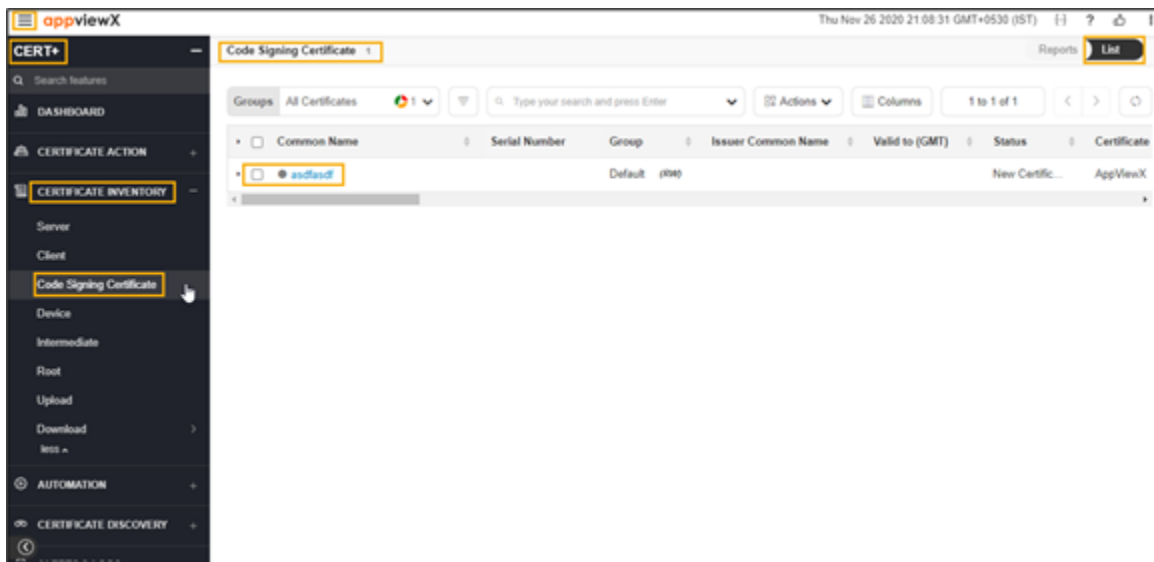 appviewX
Thu Nov 26 2020 21:08:31 GMT+0530 (IST)
CERT+
Code Signing Certificate 1
Reports List
Search features
Groups All Certificates 1 Type your search and press Enter Actions Columns 1 to 1 of 1
DASHBOARD
Common Name Serial Number Group Issuer Common Name Valid to (GMT) Status Certificate
CERTIFICATE ACTION
asdfasdf Default New Certific... AppViewX
CERTIFICATE INVENTORY
Server
Client
Code Signing Certificate
Device
Intermediate
Root
Upload
Download
less
AUTOMATION
CERTIFICATE DISCOVERY